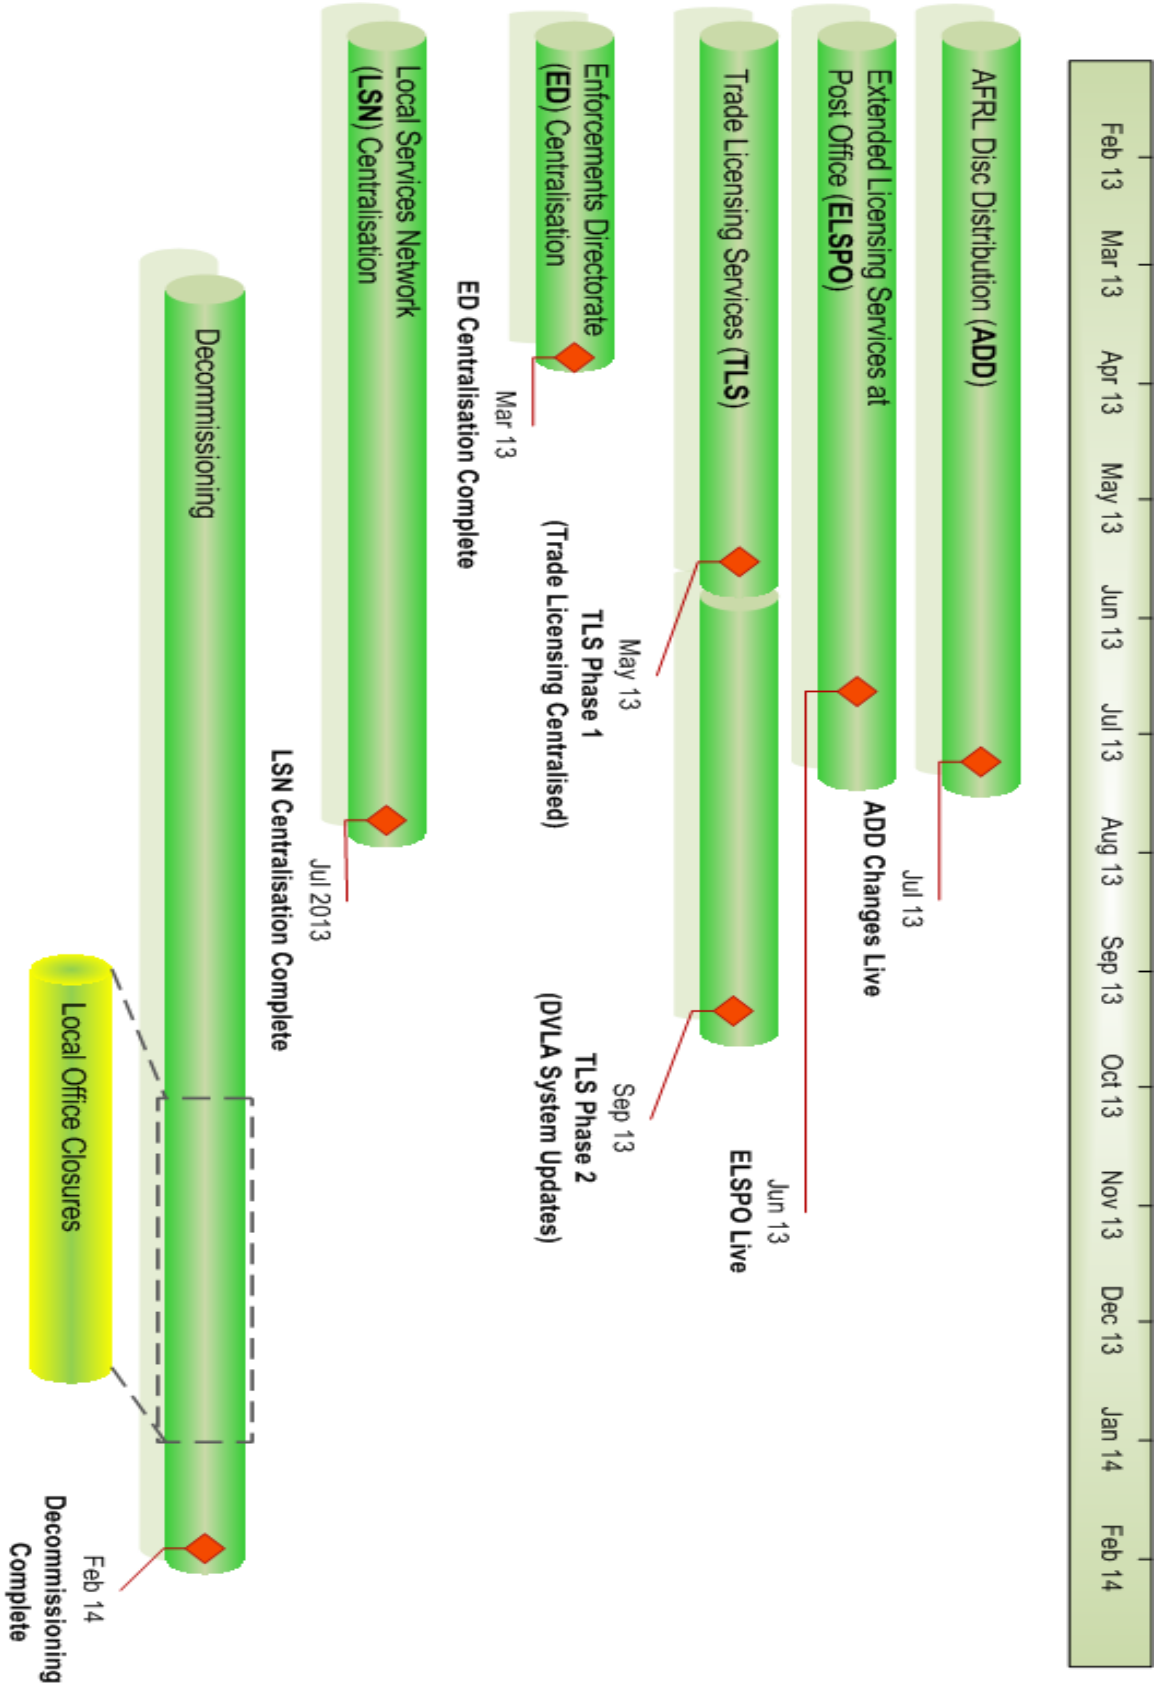 Feb 13
Mar 13
Apr 13
May 13
Jun 13
Jul 13
Aug 13
Sep 13
Oct 13
Nov 13
Dec 13
Jan 14
Feb 14
AFRL Disc Distribution (ADD)
Jul 13
ADD Changes Live
Extended Licensing Services at
Post Office (ELSPO)
Jun 13
ELSPO Live
Trade Licensing Services (TLS)
May 13
TLS Phase 1
(Trade Licensing Centralised)
Sep 13
TLS Phase 2
(DVLA System Updates)
Enforcements Directorate
(ED) Centralisation
Mar 13
ED Centralisation Complete
Local Services Network
(LSN) Centralisation
Jul 2013
LSN Centralisation Complete
Decommissioning
Local Office Closures
Feb 14
Decommissioning
Complete